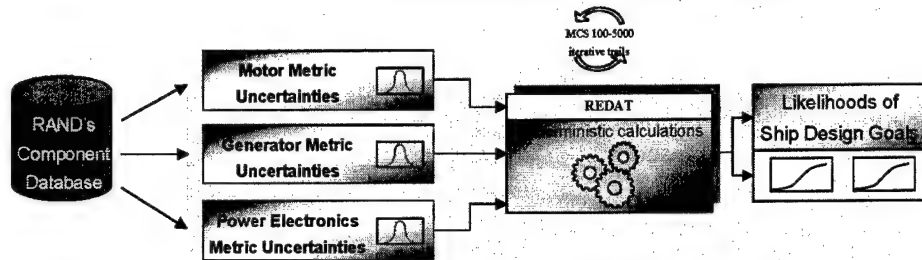 MCS 100-5000
iterative trails
RAND's
Component
Database
Motor Metric
Uncertainties
Generator Metric
Uncertainties
Power Electronics
Metric Uncertainties
REDAT
calculations
Likelihoods of
Ship Design Goals